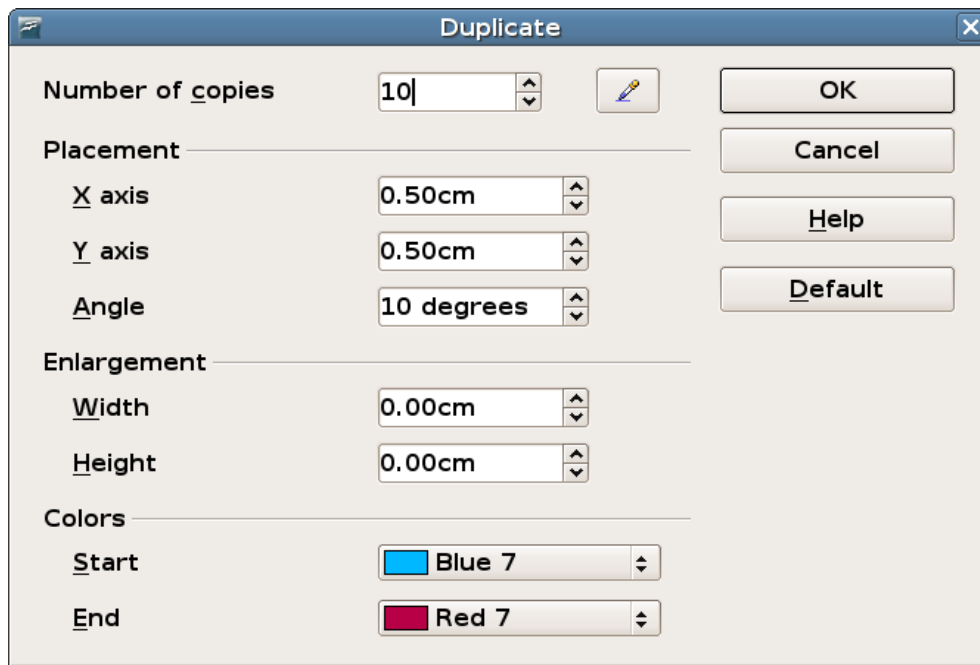 Duplicate
Number of copies 10 OK
Placement Cancel
X axis 0.50cm Help
Y axis 0.50cm
Angle 10 degrees Default
Enlargement
Width 0.00cm
Height 0.00cm
Colors
Start Blue 7
End Red 7